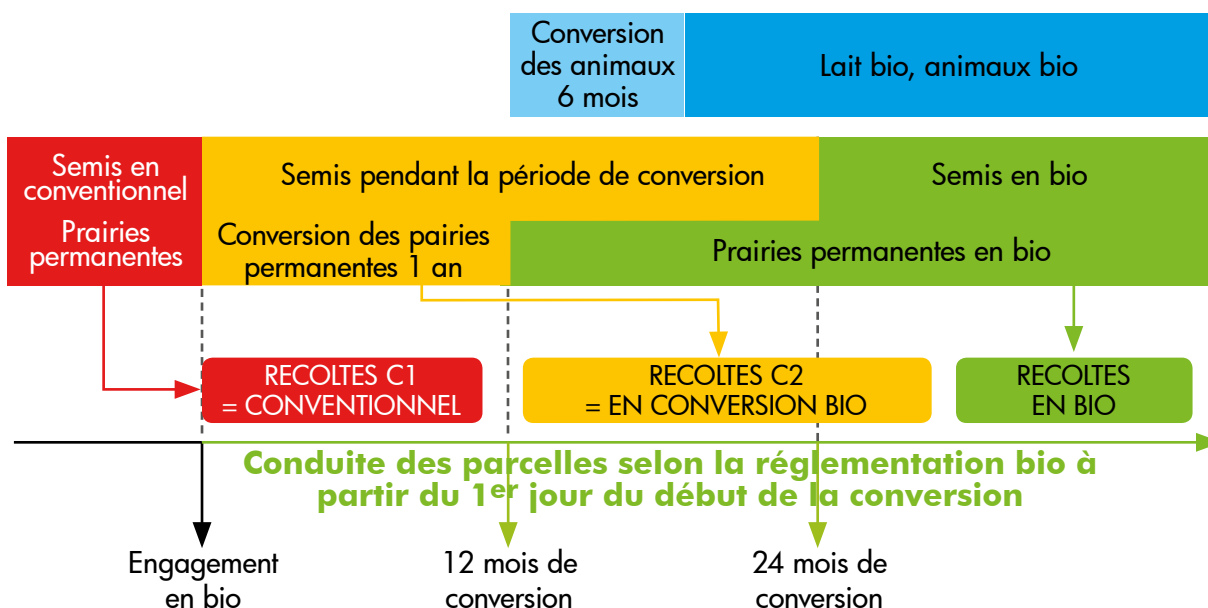 Conversion
des animaux
6 mois
Lait bio, animaux bio
Semis en
conventionnel
Semis pendant la période de conversion
Semis en bio
Prairies
permanentes
Conversion des pairies
permanentes 1 an
Prairies permanentes en bio
RECOLTES C1
= CONVENTIONNEL
RECOLTES C2
= EN CONVERSION BIO
RECOLTES
EN BIO
Conduite des parcelles selon la réglementation bio à
partir du 1er jour du début de la conversion
Engagement
en bio
12 mois de
conversion
24 mois de
conversion